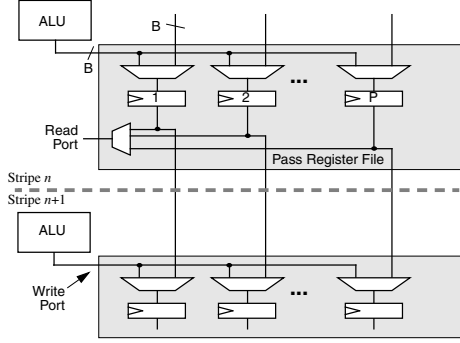 ALU
B
B
...
1
2
P
Read
Port
Pass Register File
Stripe n
Stripe n+1
ALU
Write
Port
...